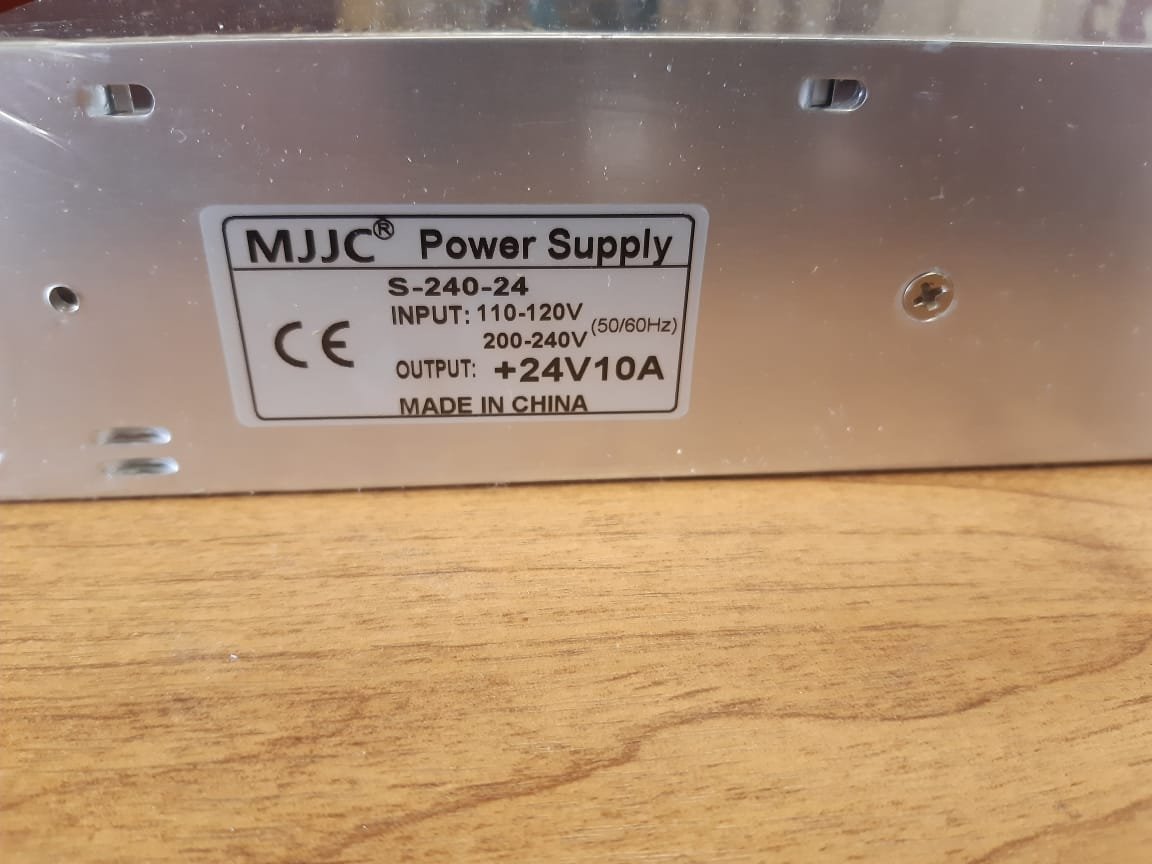 MJJC® Power Supply
S-240-24
INPUT: 110-120V
200-240V (50/60Hz)
OUTPUT: +24V10A
CE
MADE IN CHINA